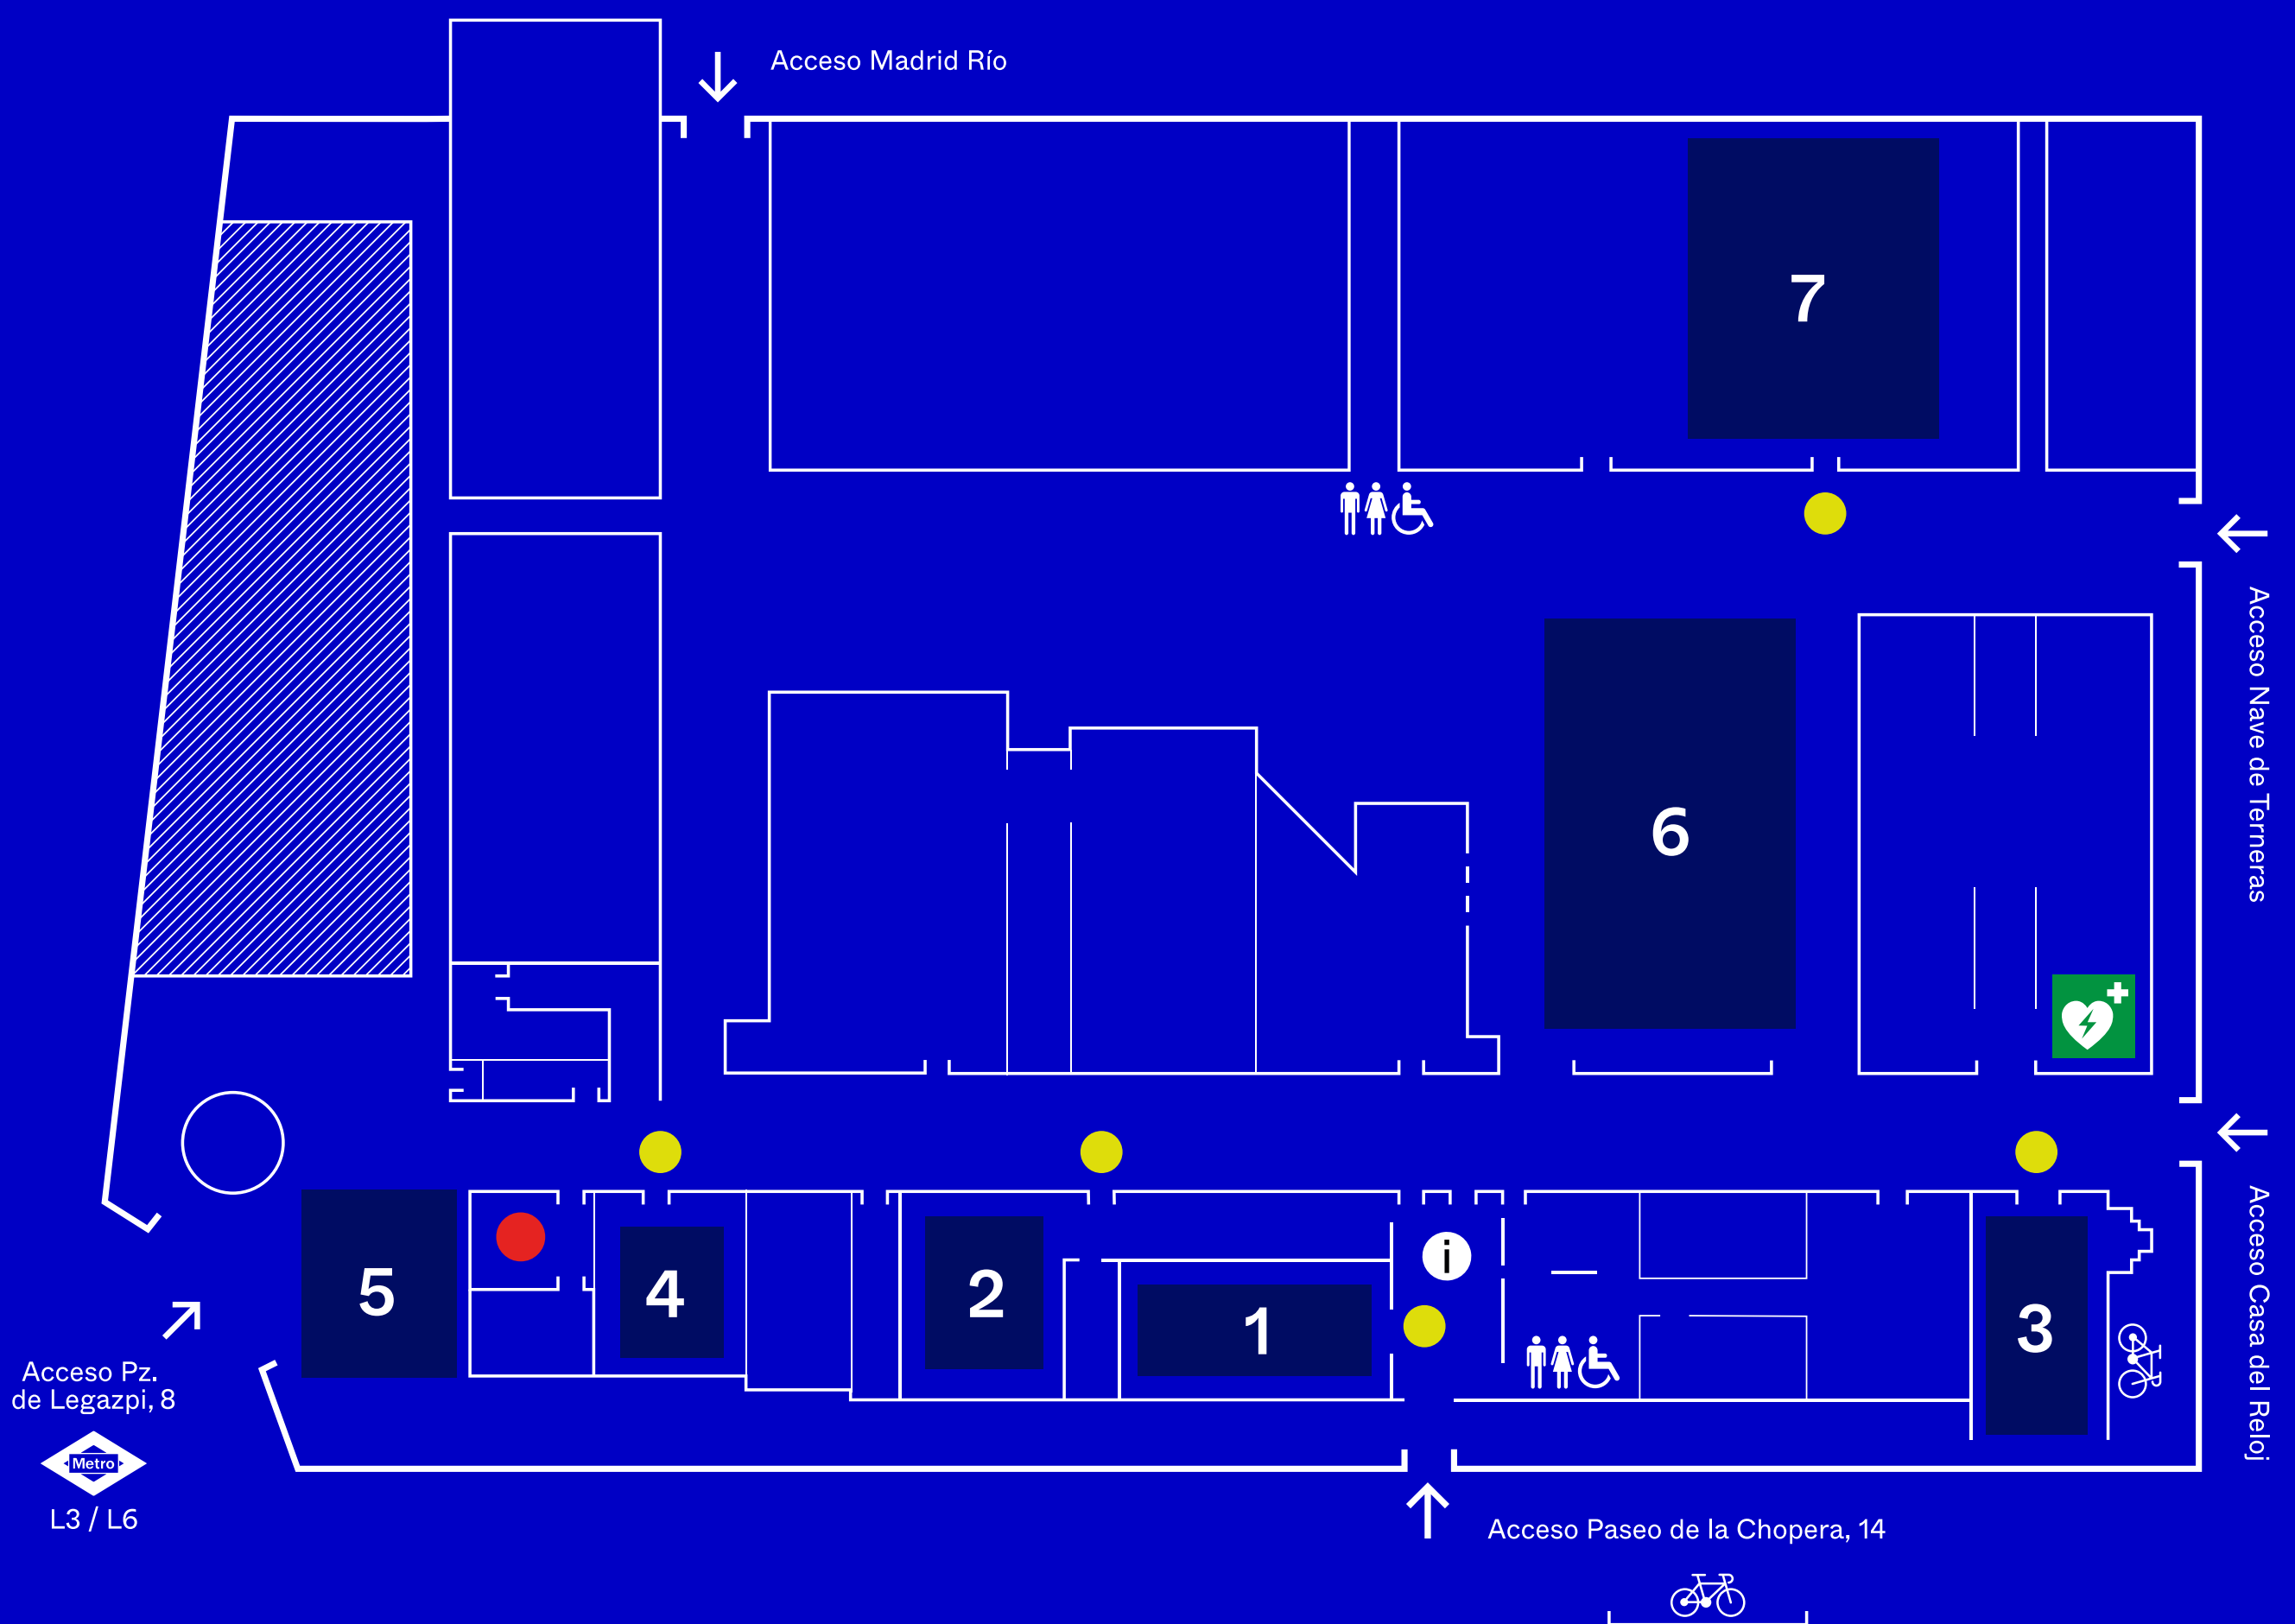 Acceso Madrid Río
7
Acceso Nave de Terneras
6
5
4
2
1
i
3
Acceso Casa del Reloj
Acceso Pz.
de Legazpi, 8
Metro
L3 / L6
Acceso Paseo de la Chopera, 14